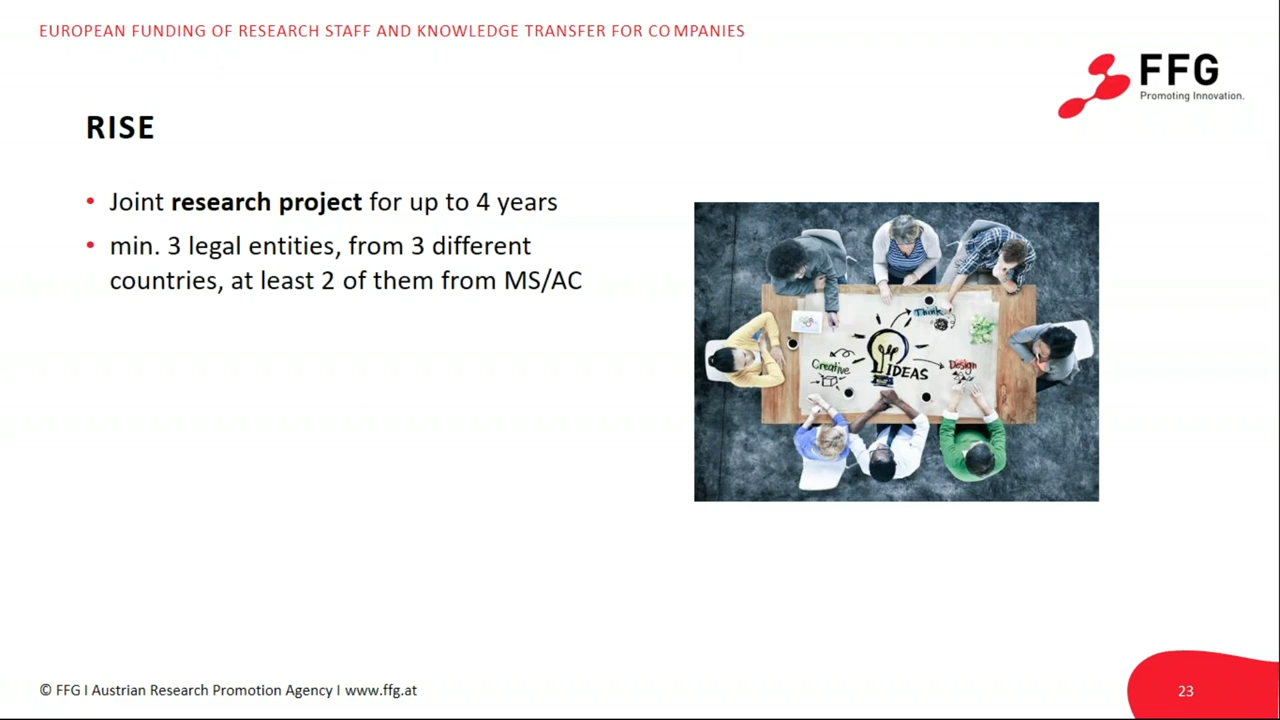 EUROPEAN FUNDING OF RESEARCH STAFF AND KNOWLEDGE TRANSFER FOR COMPANIES
FFG
Promoting Innovation.
RISE
• Joint research project for up to 4 years
• min. 3 legal entities, from 3 different
countries, at least 2 of them from MS/AC
Think
Creative
IDEAS
Design
© FFG I Austrian Research Promotion Agency I www.ffg.at
23